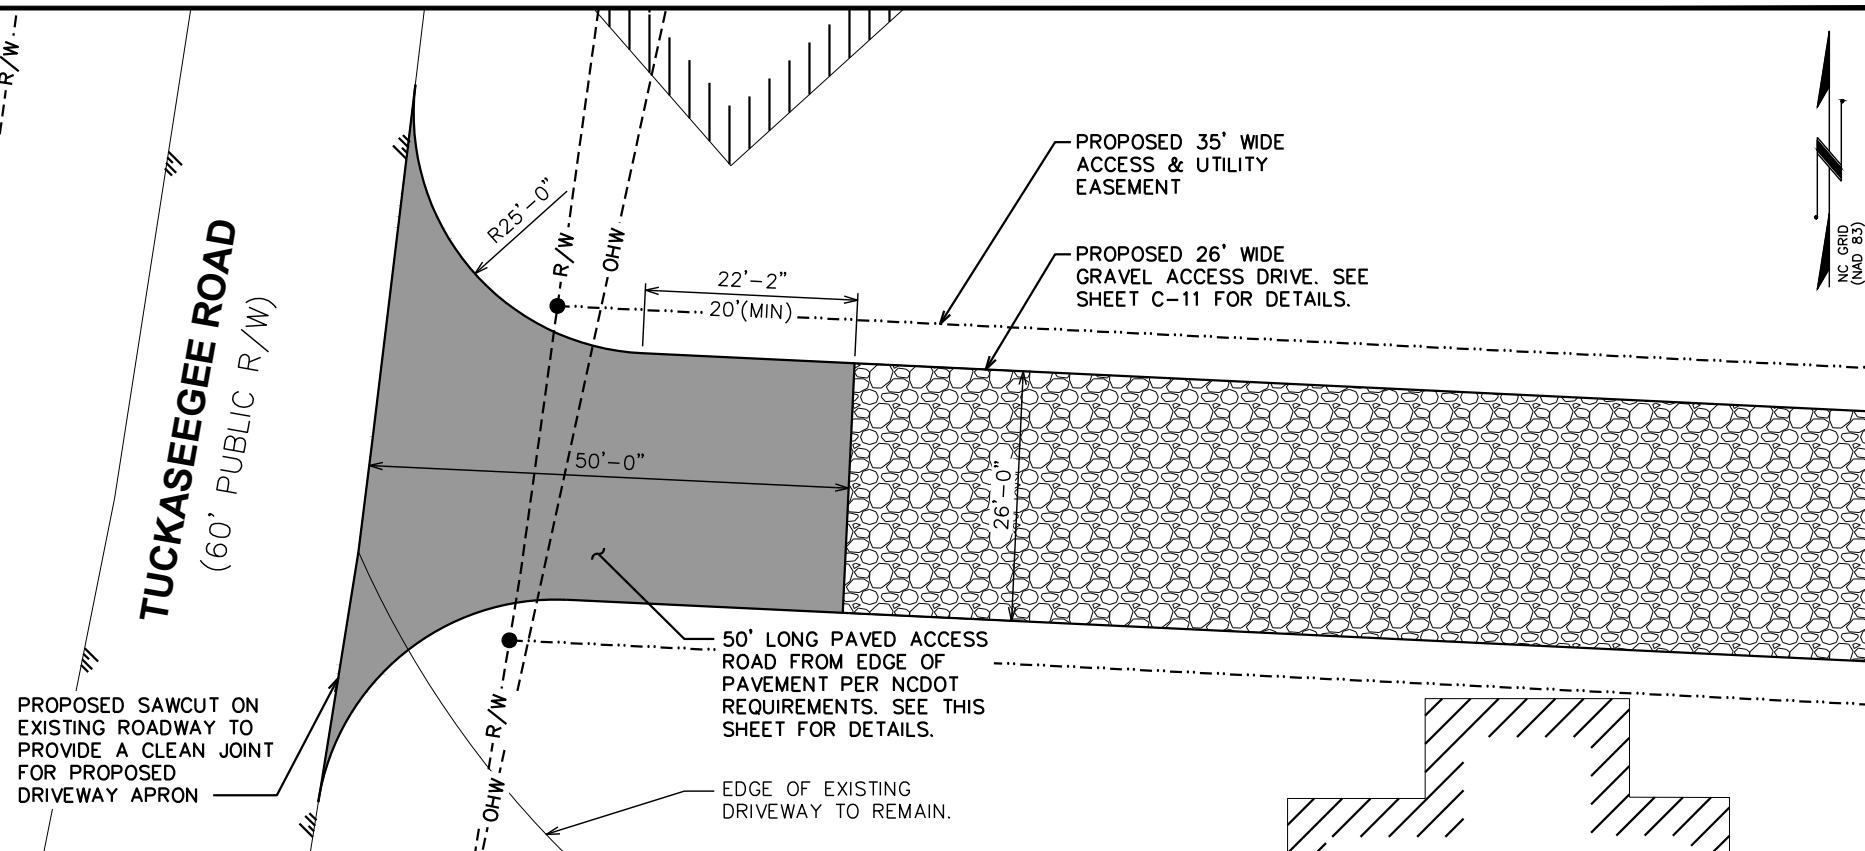 R/W
TUCKASEEGEE ROAD
(60' PUBLIC R/W)
R25'-0"
R/W
OHW
22'-2"
20'(MIN)
PROPOSED 35' WIDE
ACCESS & UTILITY
EASEMENT
PROPOSED 26' WIDE
GRAVEL ACCESS DRIVE. SEE
SHEET C-11 FOR DETAILS.
N
NC GRID
(NAD 83)
50'-0"
26'-0"
50' LONG PAVED ACCESS
ROAD FROM EDGE OF
PAVEMENT PER NCDOT
REQUIREMENTS. SEE THIS
SHEET FOR DETAILS.
PROPOSED SAWCUT ON
EXISTING ROADWAY TO
PROVIDE A CLEAN JOINT
FOR PROPOSED
DRIVEWAY APRON
R/W
OHW
EDGE OF EXISTING
DRIVEWAY TO REMAIN.